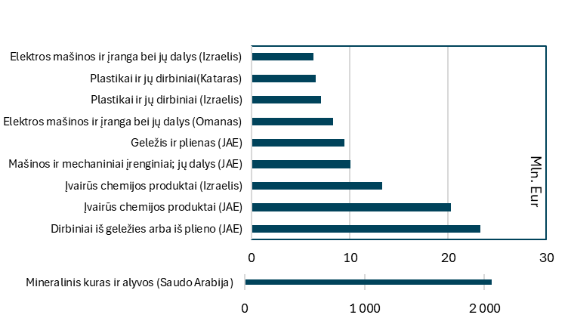 Elektros mašinos ir įranga bei jų dalys (Izraelis)
Plastikai ir jų dirbiniai(Kataras)
Plastikai ir jų dirbiniai (Izraelis)
Elektros mašinos ir įranga bei jų dalys (Omanas)
Geležis ir plienas (JAE)
Mašinos ir mechaniniai įrenginiai; jų dalys (JAE)
Įvairūs chemijos produktai (Izraelis)
Įvairūs chemijos produktai (JAE)
Dirbiniai iš geležies arba iš plieno (JAE)
Mln. Eur
0 10 20 30
Mineralinis kuras ir alyvos (Saudo Arabija)
0 1 000 2 000